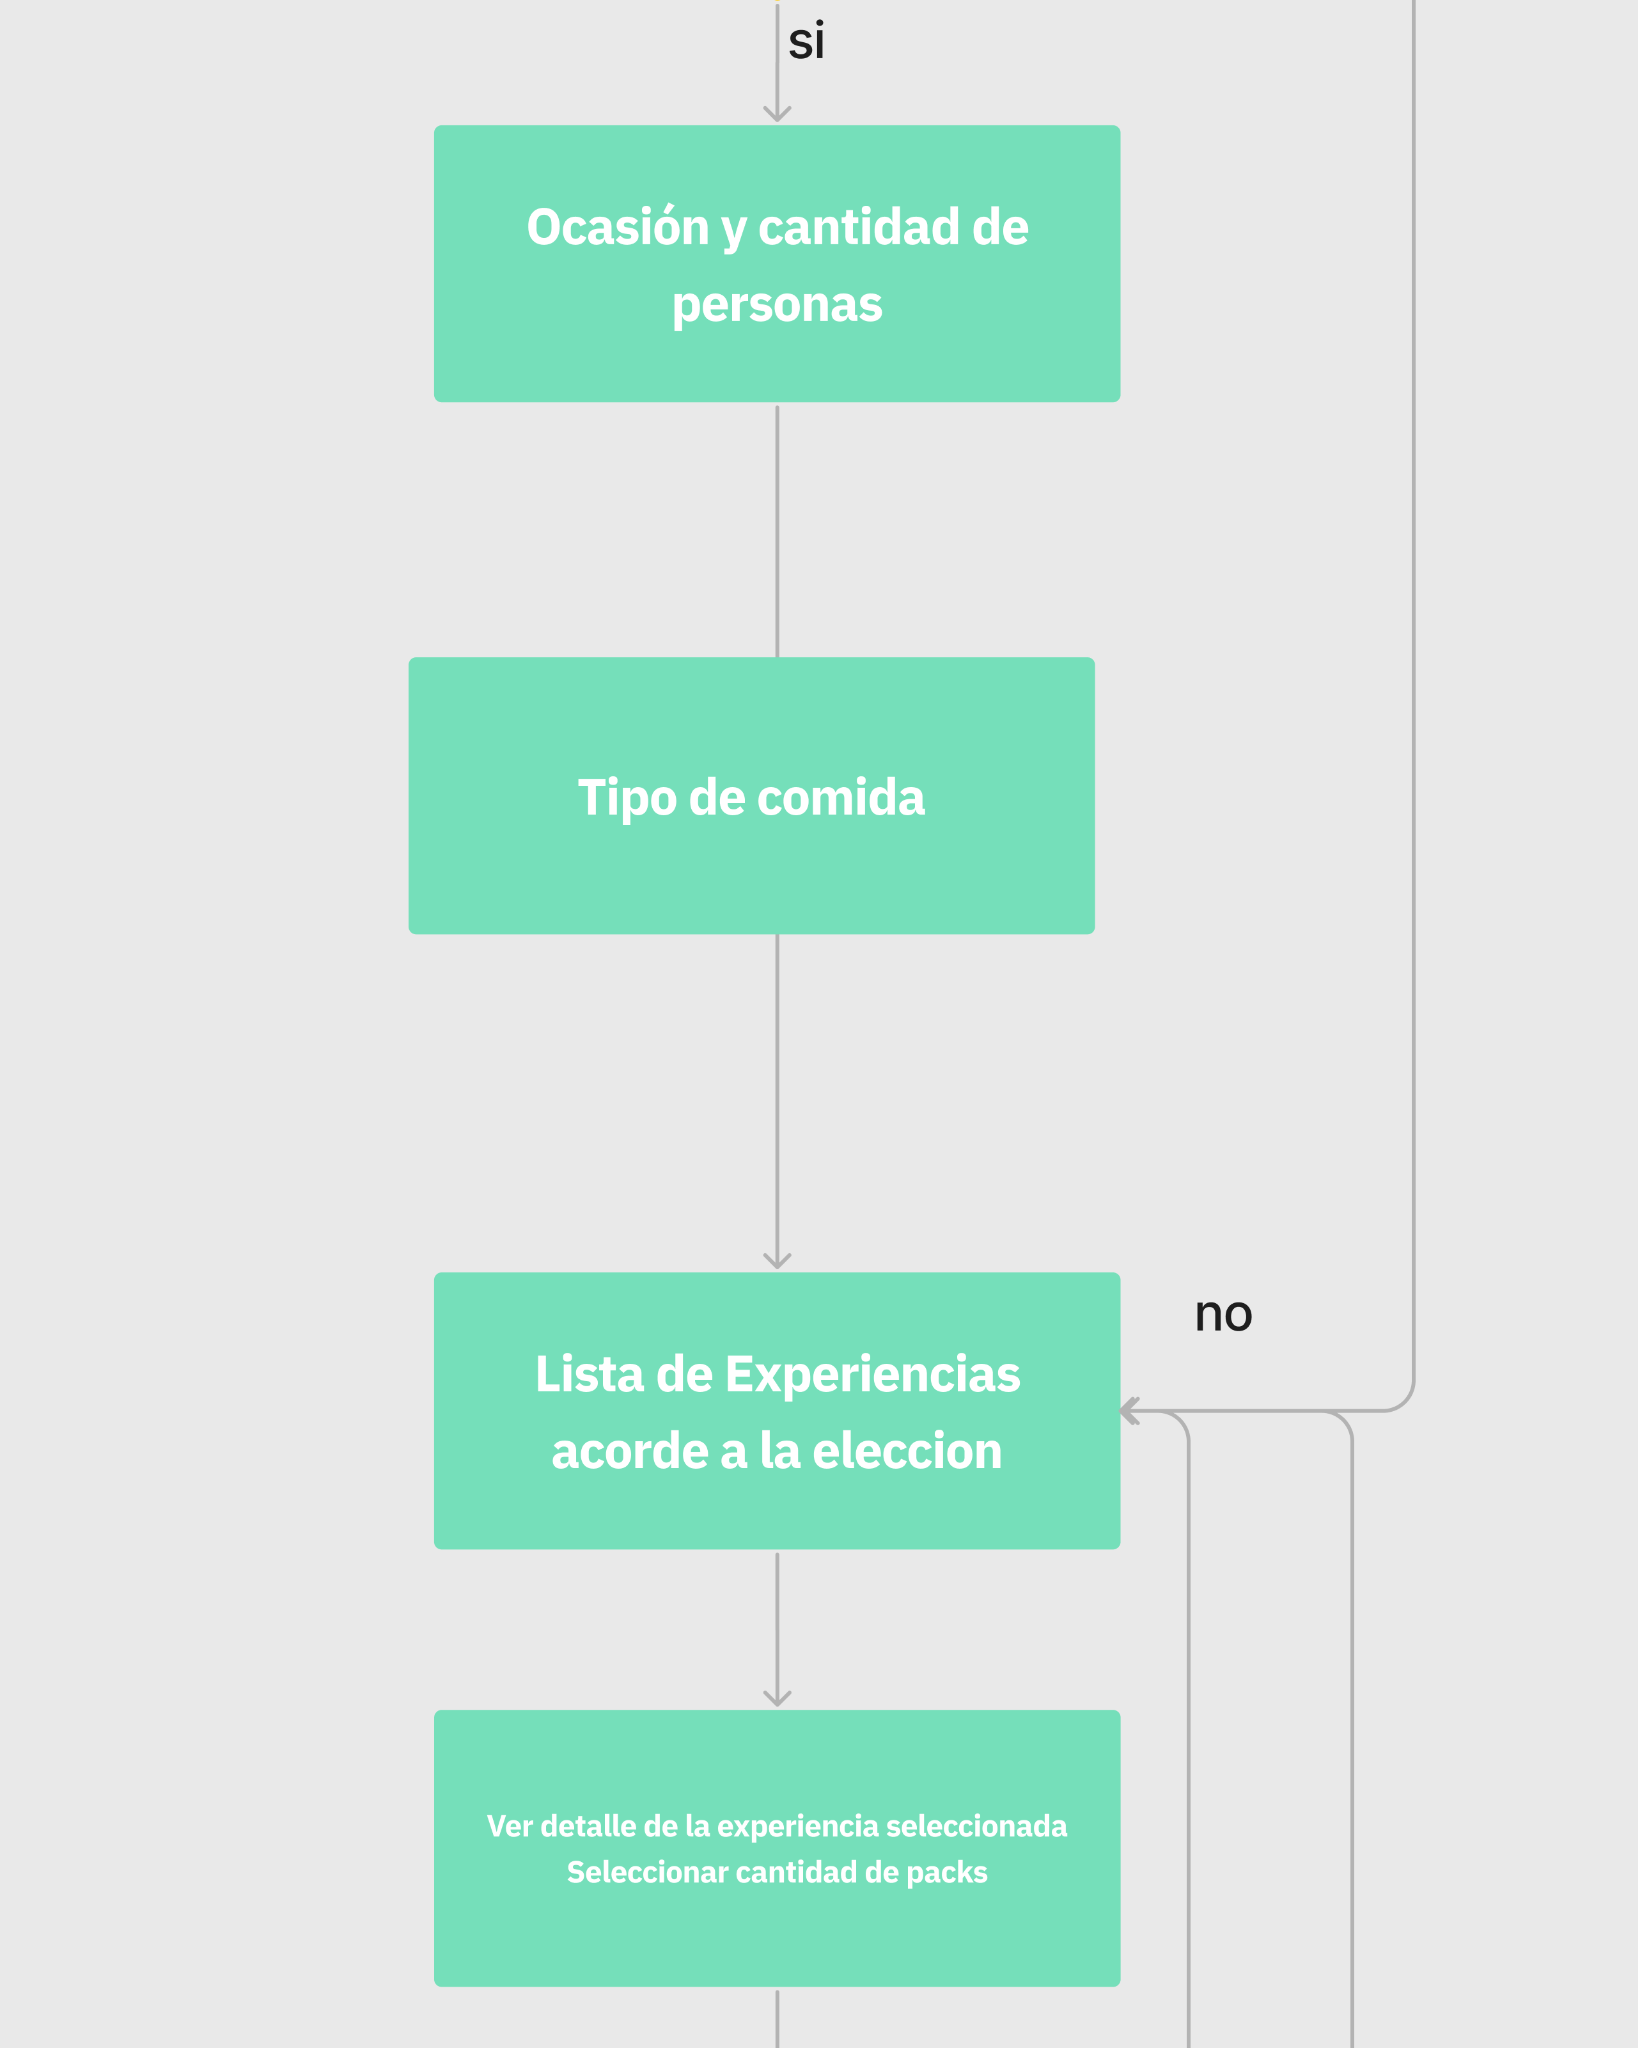 si
Ocasión y cantidad de
personas
Tipo de comida
no
Lista de Experiencias
acorde a la eleccion
Ver detalle de la experiencia seleccionada
Seleccionar cantidad de packs